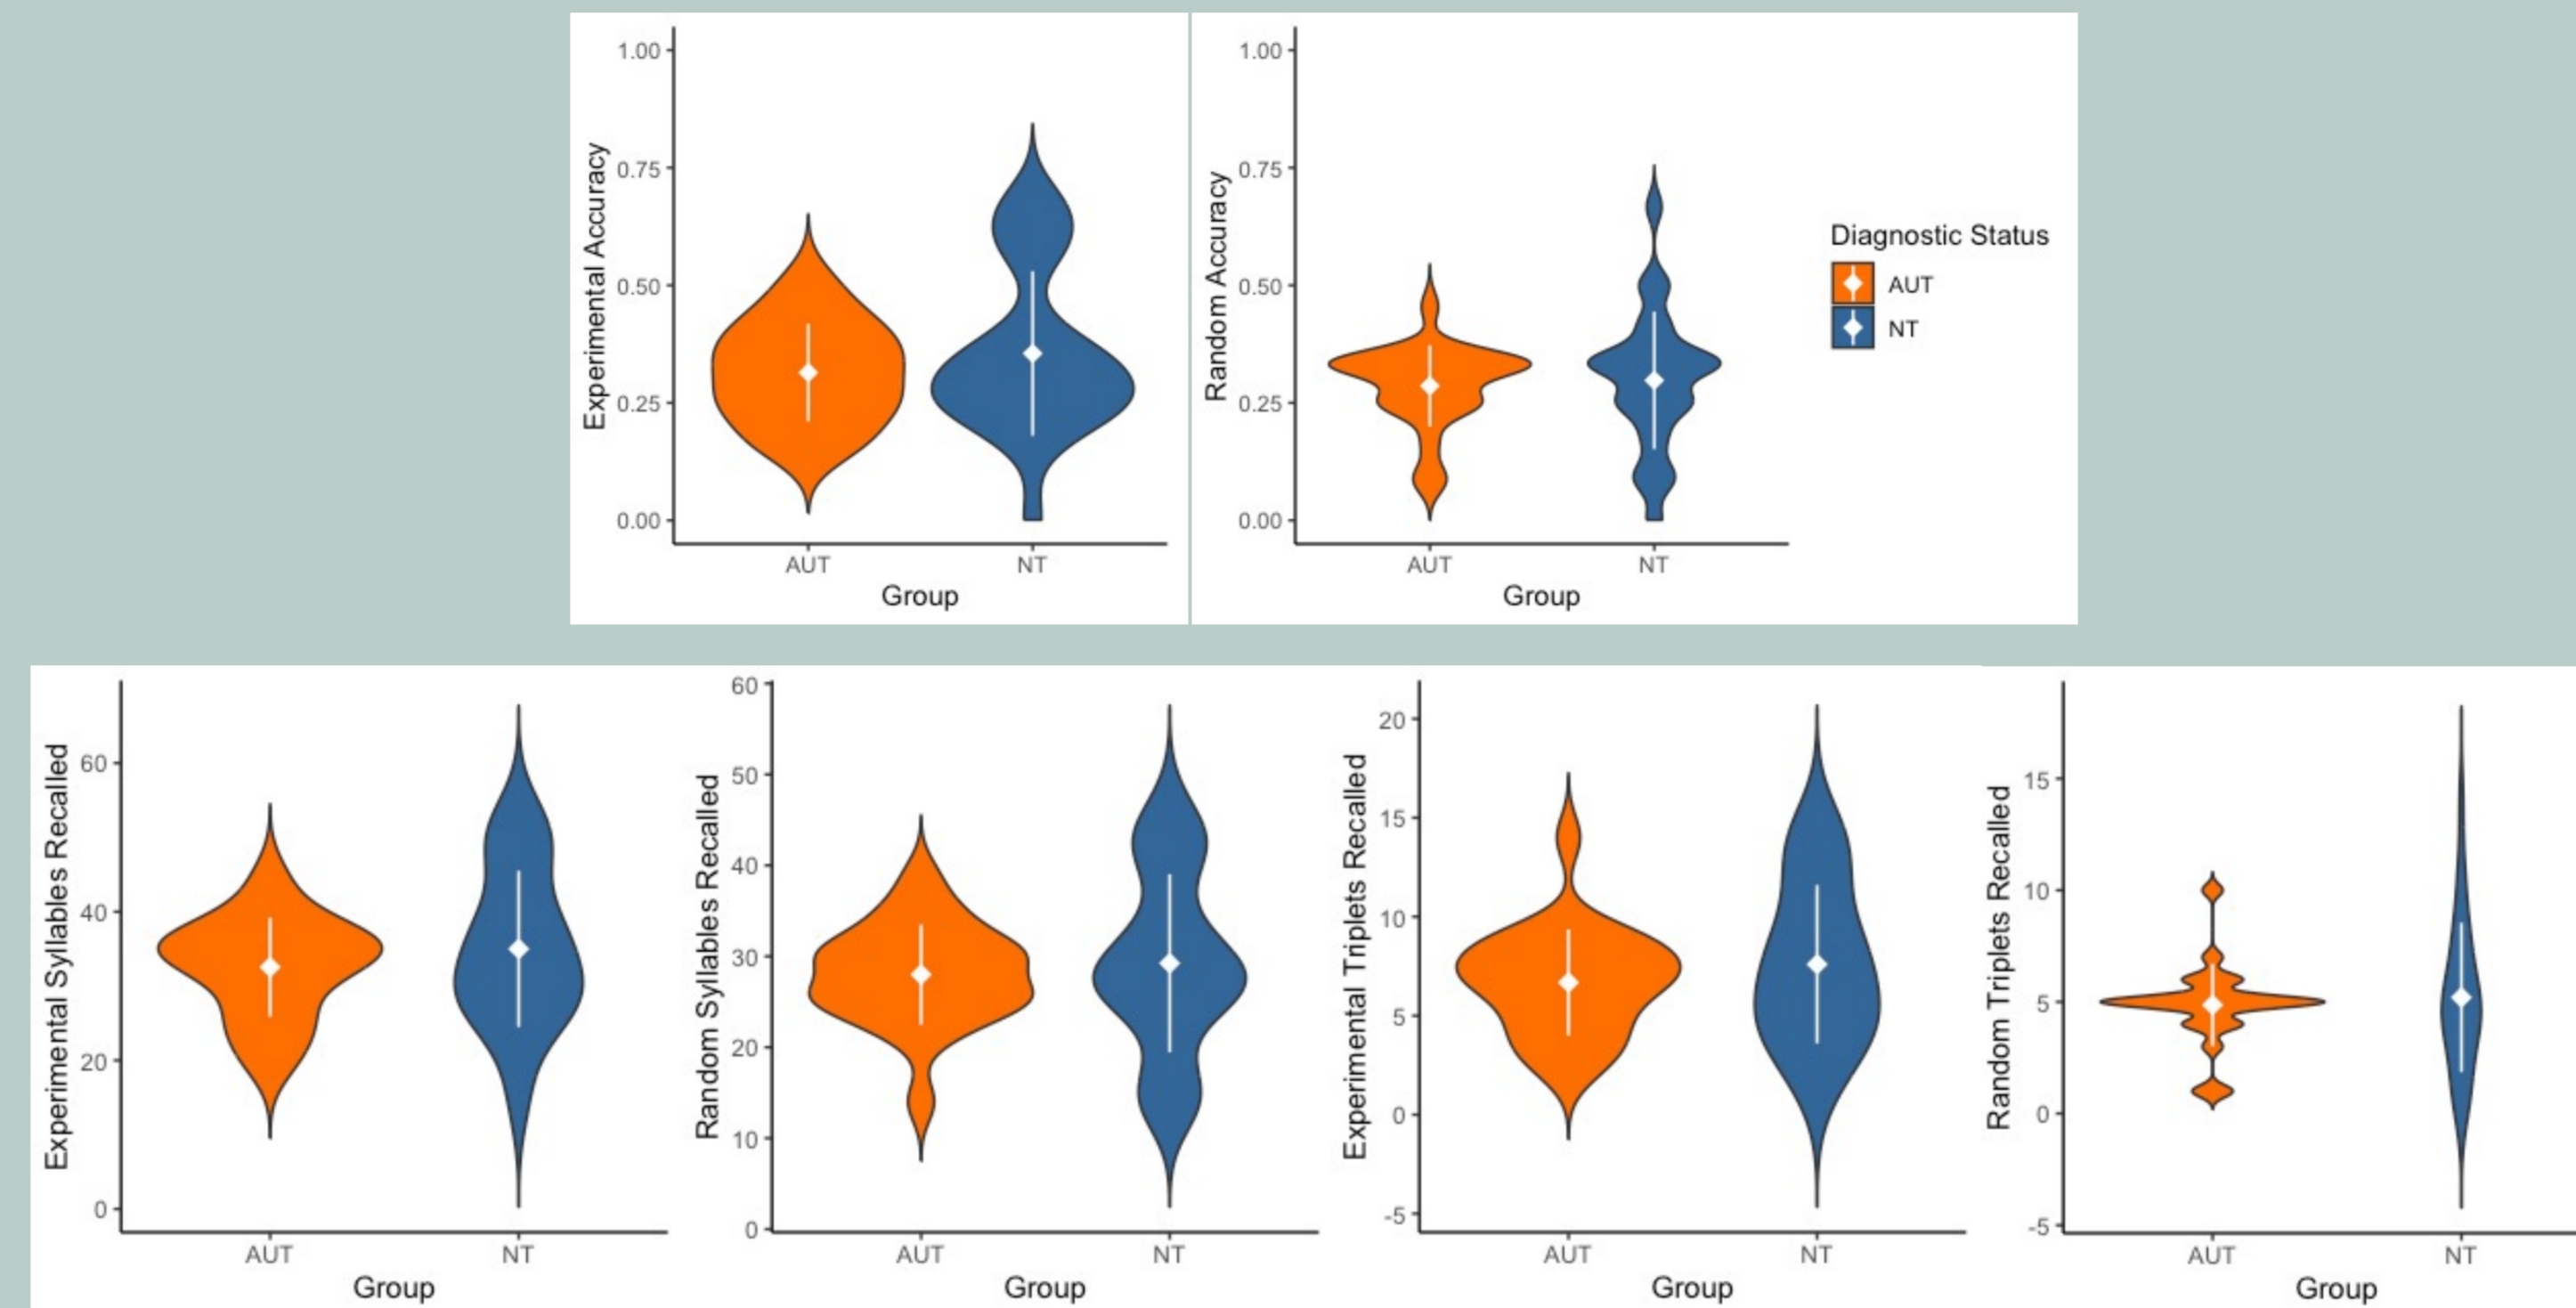 Experimental Accuracy
1.00
0.75
0.50
0.25
0.00
AUT NT
Group
Random Accuracy
1.00
0.75
0.50
0.25
0.00
AUT NT
Group
Diagnostic Status
AUT
NT
Experimental Syllables Recalled
60
40
20
0
AUT NT
Group
Random Syllables Recalled
60
50
40
30
20
10
0
AUT NT
Group
Experimental Triplets Recalled
20
15
10
5
0
-5
AUT NT
Group
Random Triplets Recalled
15
10
5
0
-5
AUT NT
Group